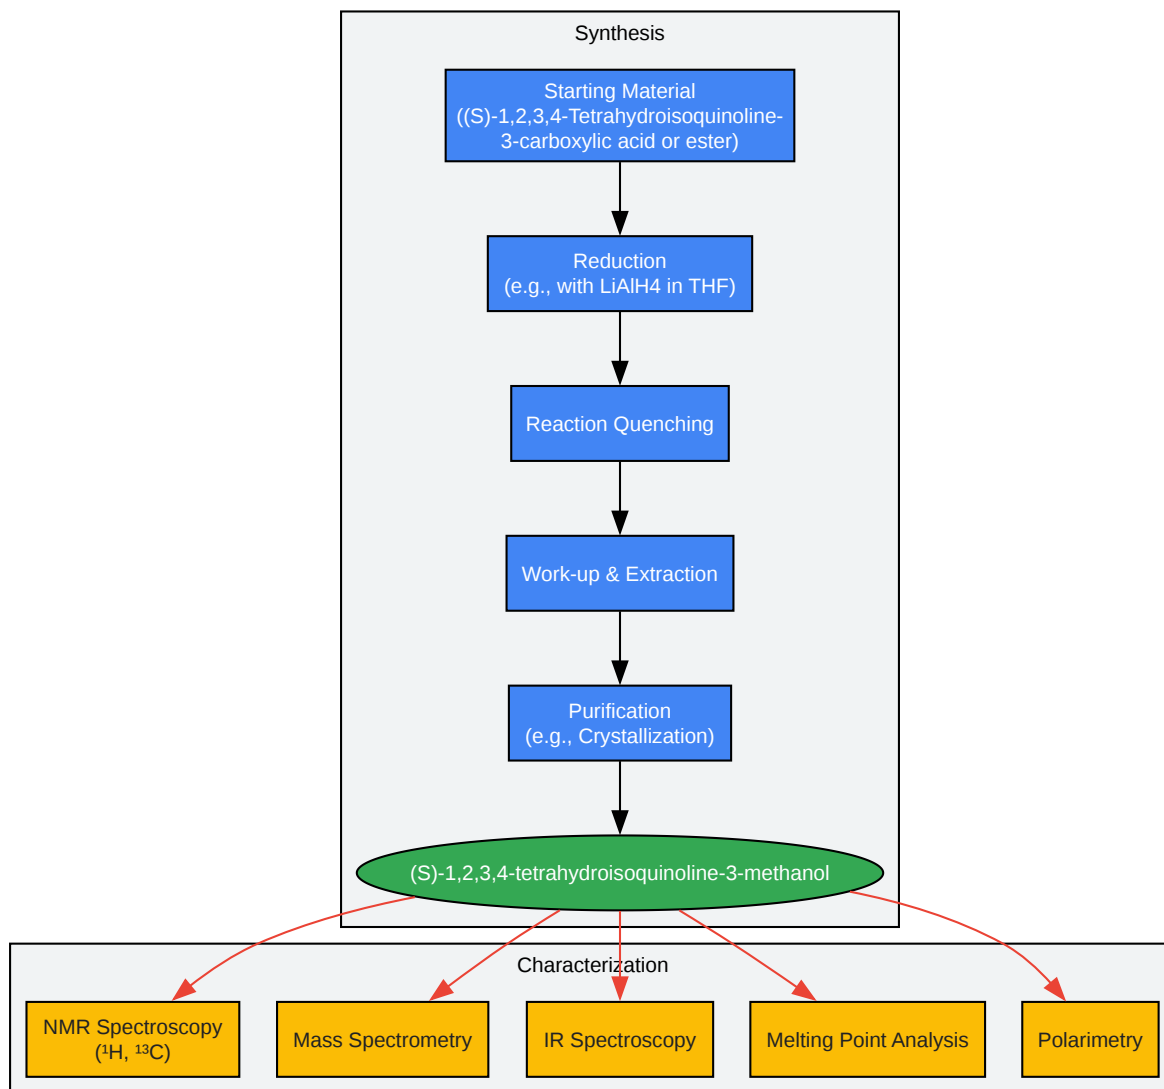 Synthesis
Starting Material
((S)-1,2,3,4-Tetrahydroisoquinoline-
3-carboxylic acid or ester)
Reduction
(e.g., with LiAlH4 in THF)
Reaction Quenching
Work-up & Extraction
Purification
(e.g., Crystallization)
(S)-1,2,3,4-tetrahydroisoquinoline-3-methanol
Characterization
NMR Spectroscopy
(¹H, ¹³C)
Mass Spectrometry
IR Spectroscopy
Melting Point Analysis
Polarimetry